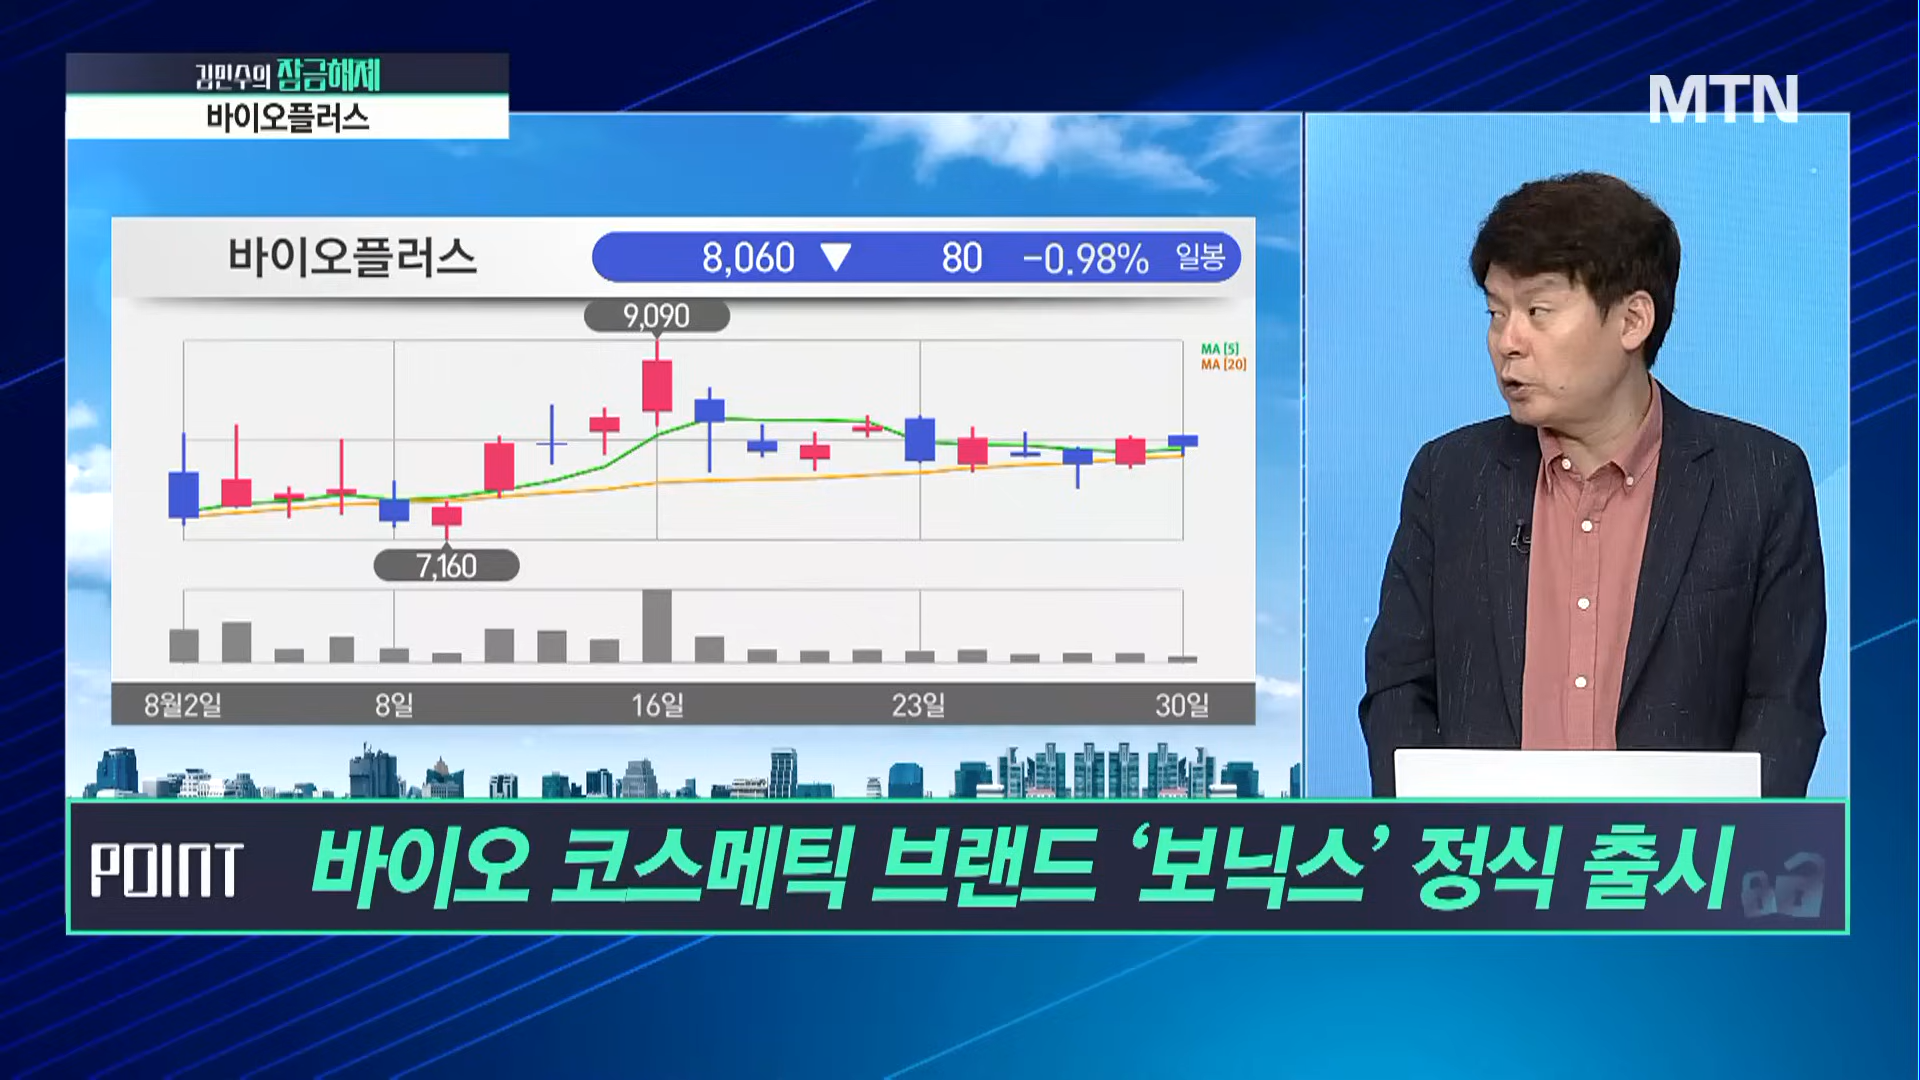 김민수의 잠금해제
바이오플러스
MTN
바이오플러스
8,060 ▼ 80 -0.98% 일봉
9,090
MA [5]
MA [20]
7,160
8월2일 8일 16일 23일 30일
POINT 바이오 코스메틱 브랜드 ‘보닉스’ 정식 출시